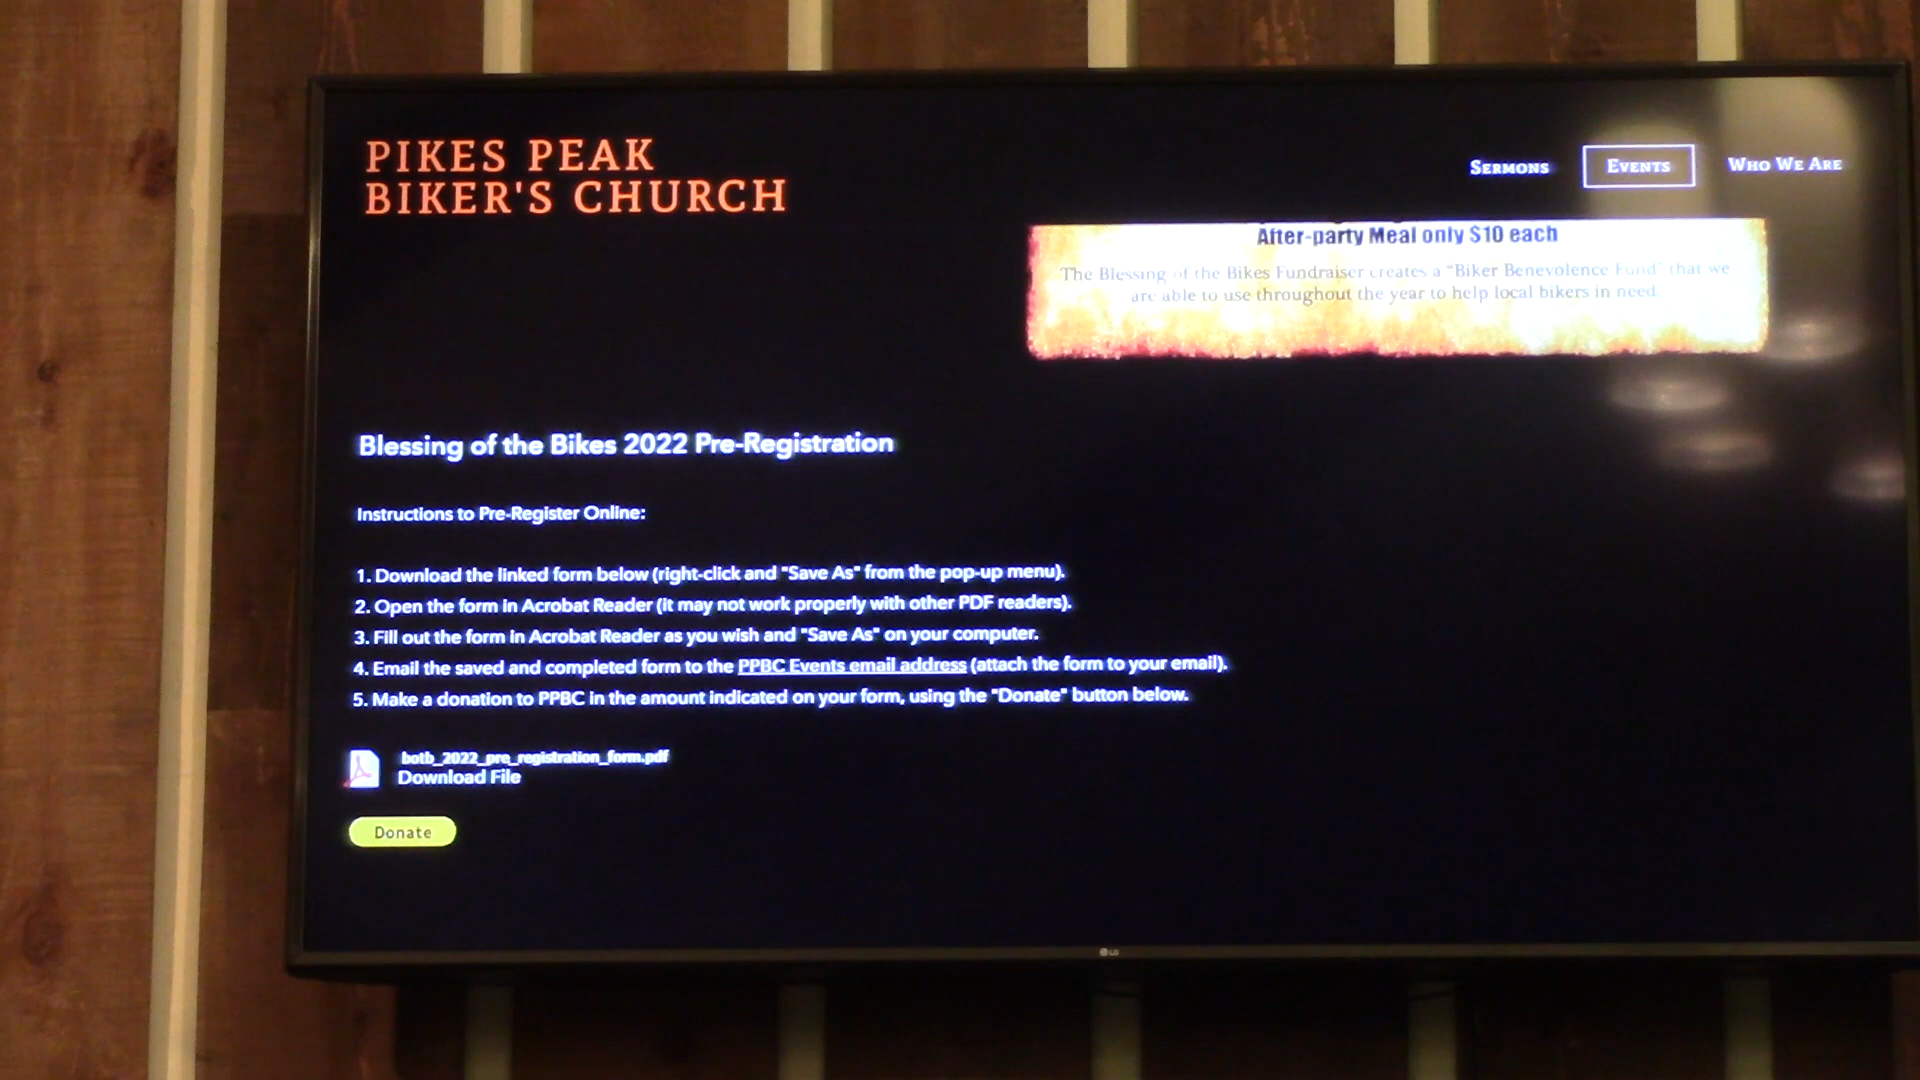 PIKES PEAK
BIKER'S CHURCH
Sermons
Events
Who We Are
After-party Meal only $10 each
The Blessing of the Bikes Fundraiser creates a "Biker Benevolence Fund" that we
are able to use throughout the year to help local bikers in need.
Blessing of the Bikes 2022 Pre-Registration
Instructions to Pre-Register Online:
1. Download the linked form below (right-click and "Save As" from the pop-up menu).
2. Open the form in Acrobat Reader (it may not work properly with other PDF readers).
3. Fill out the form in Acrobat Reader as you wish and "Save As" on your computer.
4. Email the saved and completed form to the PPBC Events email address (attach the form to your email).
5. Make a donation to PPBC in the amount indicated on your form, using the "Donate" button below.
botb_2022_pre_registration_form.pdf
Download File
Donate
LG